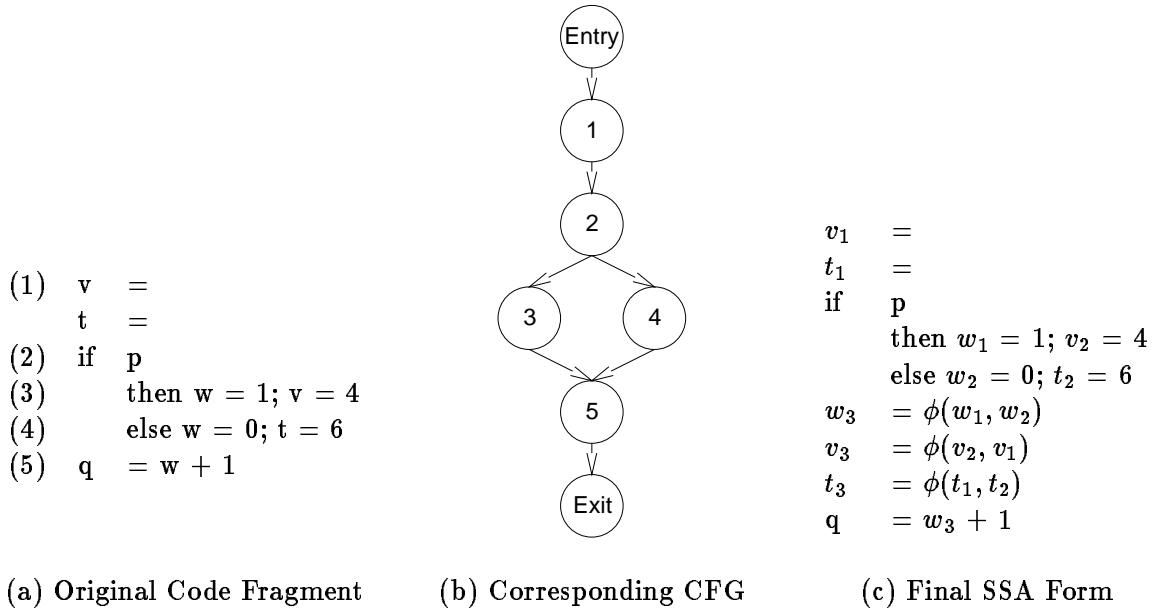 (1) v =
t =
(2) if p
(3) then w = 1; v = 4
(4) else w = 0; t = 6
(5) q = w + 1
(a) Original Code Fragment
Entry
1
2
3 4
5
Exit
(b) Corresponding CFG
v₁ =
t₁ =
if p
then w₁ = 1; v₂ = 4
else w₂ = 0; t₂ = 6
w₃ = ϕ(w₁, w₂)
v₃ = ϕ(v₂, v₁)
t₃ = ϕ(t₁, t₂)
q = w₃ + 1
(c) Final SSA Form